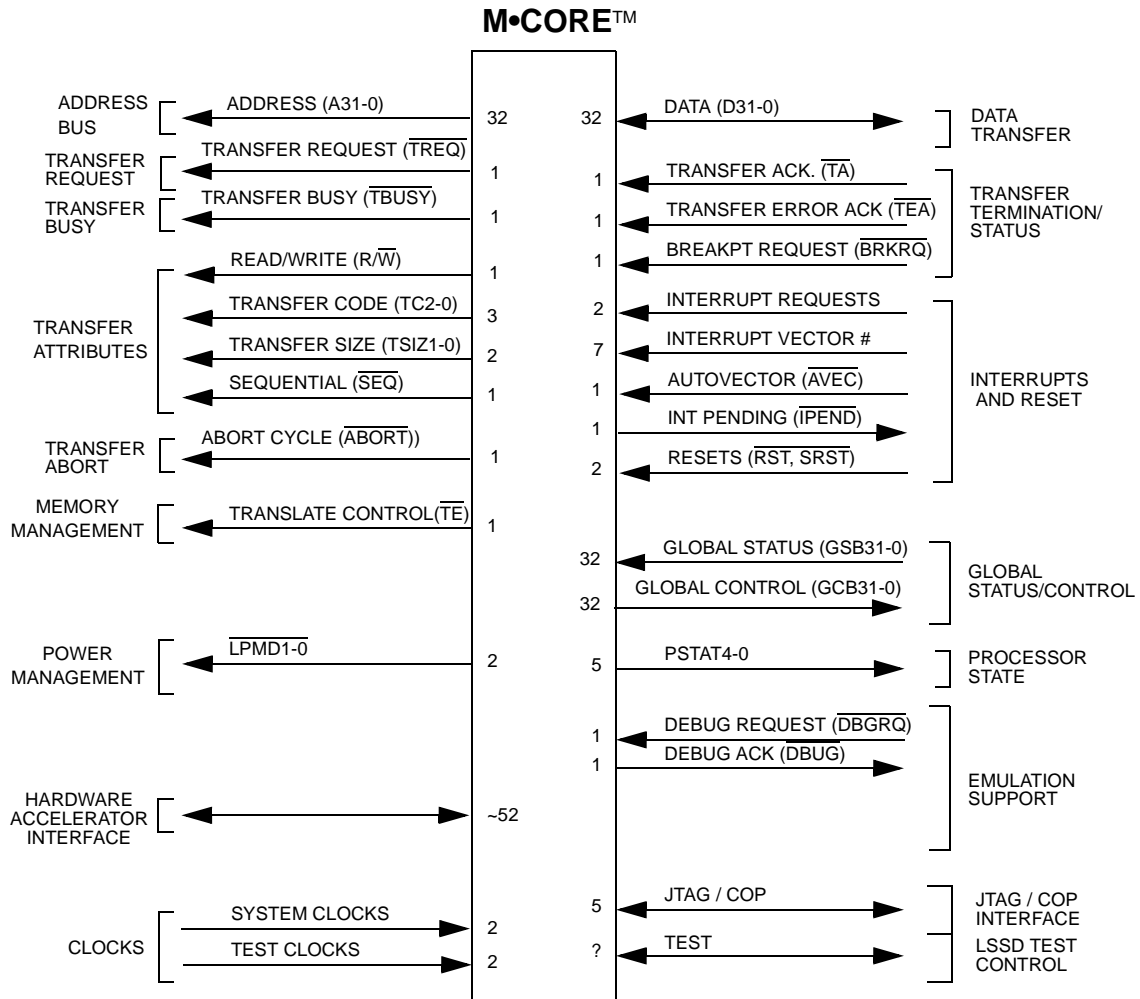 M•CORE™
ADDRESS
BUS
ADDRESS (A31-0)
32
TRANSFER
REQUEST
TRANSFER REQUEST (TREQ)
1
TRANSFER
BUSY
TRANSFER BUSY (TBUSY)
1
TRANSFER
ATTRIBUTES
READ/WRITE (R/W)
1
TRANSFER CODE (TC2-0)
3
TRANSFER SIZE (TSIZ1-0)
2
SEQUENTIAL (SEQ)
1
TRANSFER
ABORT
ABORT CYCLE (ABORT))
1
MEMORY
MANAGEMENT
TRANSLATE CONTROL(TE)
1
POWER
MANAGEMENT
LPMD1-0
2
HARDWARE
ACCELERATOR
INTERFACE
~52
CLOCKS
SYSTEM CLOCKS
2
TEST CLOCKS
2
32
DATA (D31-0)
DATA
TRANSFER
1
TRANSFER ACK. (TA)
1
TRANSFER ERROR ACK (TEA)
1
BREAKPT REQUEST (BRKRQ)
TRANSFER
TERMINATION/
STATUS
2
INTERRUPT REQUESTS
7
INTERRUPT VECTOR #
1
AUTOVECTOR (AVEC)
1
INT PENDING (IPEND)
2
RESETS (RST, SRST)
INTERRUPTS
AND RESET
32
GLOBAL STATUS (GSB31-0)
32
GLOBAL CONTROL (GCB31-0)
GLOBAL
STATUS/CONTROL
5
PSTAT4-0
PROCESSOR
STATE
1
DEBUG REQUEST (DBGRQ)
1
DEBUG ACK (DBUG)
EMULATION
SUPPORT
5
JTAG / COP
JTAG / COP
INTERFACE
?
TEST
LSSD TEST
CONTROL